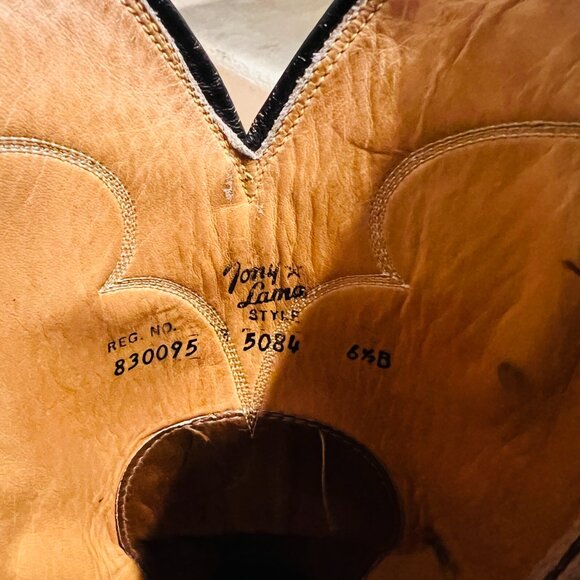 Tony Lama
STYLE
REG. NO.
830095 5084 6½B